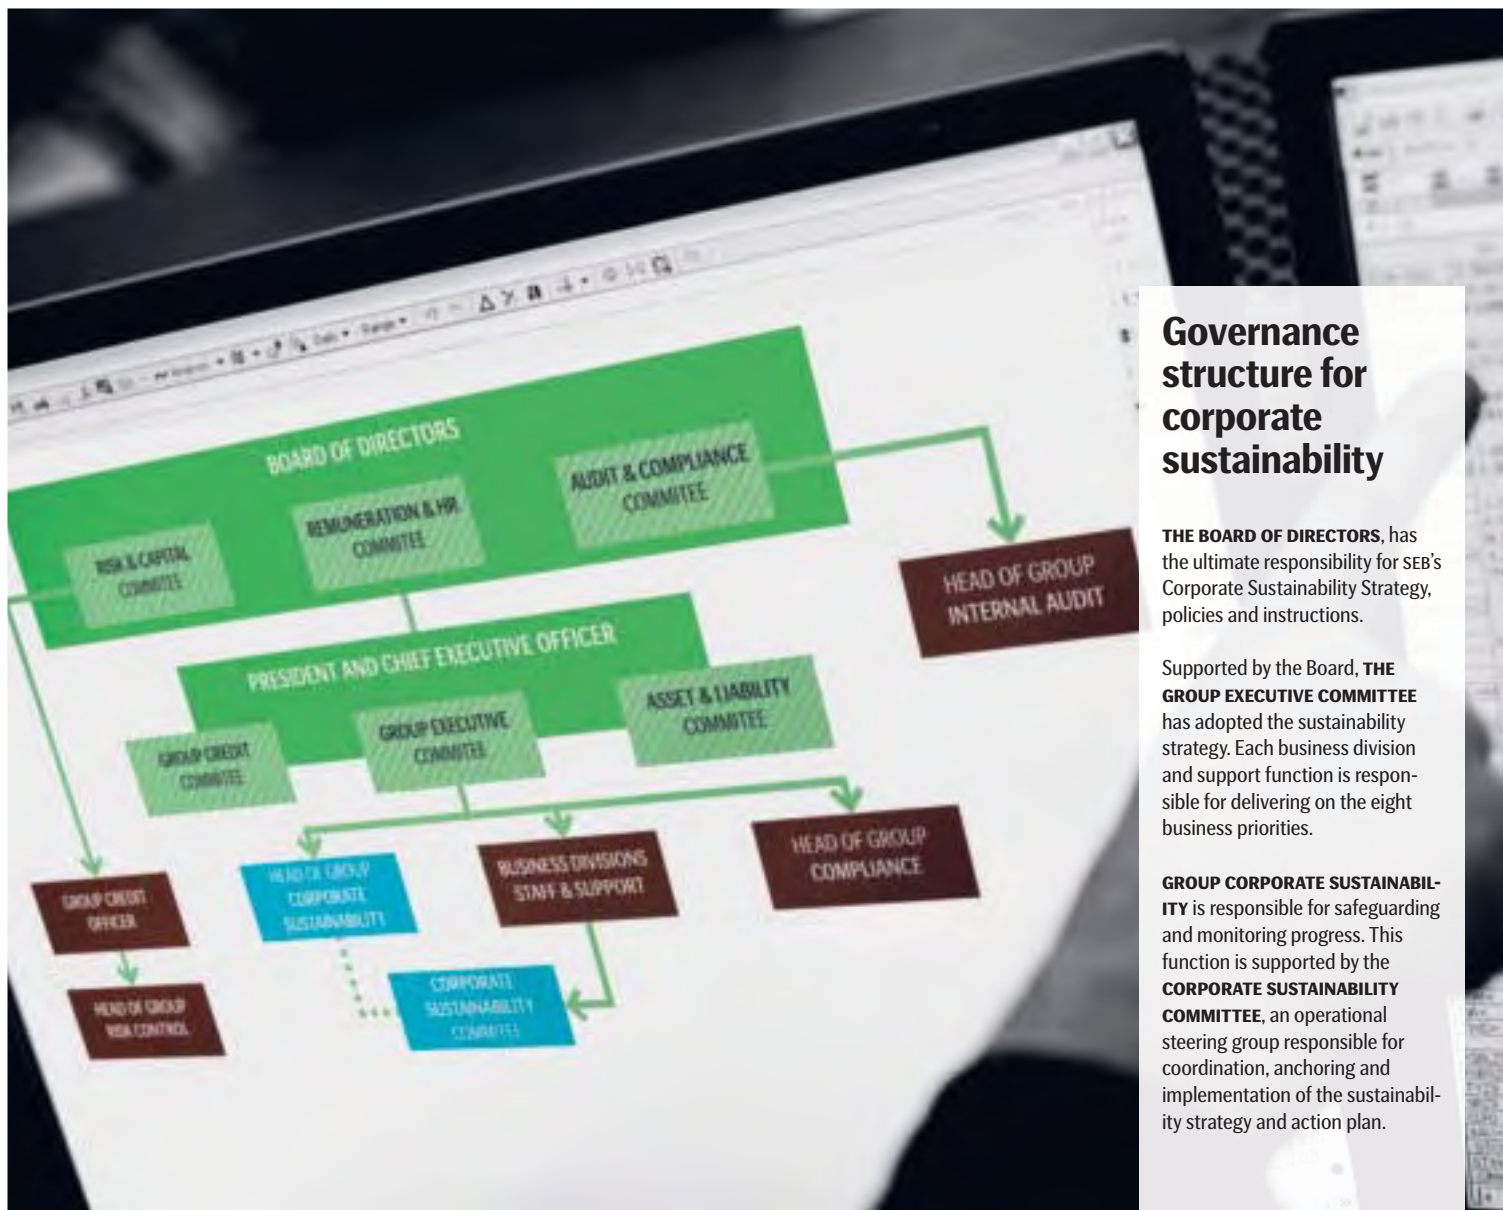 BOARD OF DIRECTORS
RISK & CAPITAL
COMMITEE
REMUNERATION & HR
COMMITEE
AUDIT & COMPLIANCE
COMMITEE
HEAD OF GROUP
INTERNAL AUDIT
PRESIDENT AND CHIEF EXECUTIVE OFFICER
GROUP CREDIT
COMMITEE
GROUP EXECUTIVE
COMMITEE
ASSET & LIABILITY
COMMITEE
GROUP CREDIT
OFFICER
HEAD OF GROUP
CORPORATE
SUSTAINABILITY
BUSINESS DIVISIONS
STAFF & SUPPORT
HEAD OF GROUP
COMPLIANCE
HEAD OF GROUP
RISK CONTROL
CORPORATE
SUSTAINABILITY
COMMITEE
Governance
structure for
corporate
sustainability
THE BOARD OF DIRECTORS, has
the ultimate responsibility for SEB's
Corporate Sustainability Strategy,
policies and instructions.
Supported by the Board, THE
GROUP EXECUTIVE COMMITTEE
has adopted the sustainability
strategy. Each business division
and support function is respon-
sible for delivering on the eight
business priorities.
GROUP CORPORATE SUSTAINABIL-
ITY is responsible for safeguarding
and monitoring progress. This
function is supported by the
CORPORATE SUSTAINABILITY
COMMITTEE, an operational
steering group responsible for
coordination, anchoring and
implementation of the sustainabil-
ity strategy and action plan.